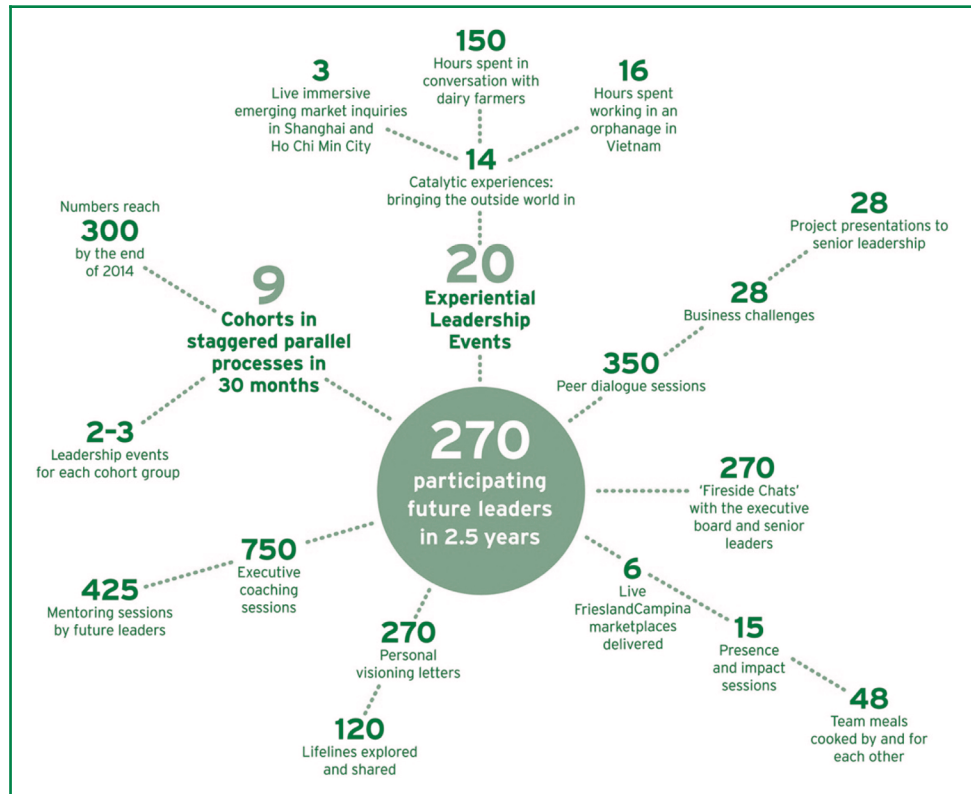 150
Hours spent in
conversation with
dairy farmers
3
Live immersive
emerging market inquiries
in Shanghai and
Ho Chi Min City
16
Hours spent
working in an
orphanage in
Vietnam
14
Catalytic experiences:
bringing the outside world in
20
Experiential
Leadership
Events
Numbers reach
300
by the end
of 2014
9
Cohorts in
staggered parallel
processes in
30 months
2–3
Leadership events
for each cohort group
28
Project presentations to
senior leadership
28
Business challenges
350
Peer dialogue sessions
270
participating
future leaders
in 2.5 years
270
‘Fireside Chats’
with the executive
board and senior
leaders
750
Executive
coaching
sessions
425
Mentoring sessions
by future leaders
270
Personal
visioning letters
120
Lifelines explored
and shared
6
Live
FrieslandCampina
marketplaces
delivered
15
Presence
and impact
sessions
48
Team meals
cooked by and for
each other